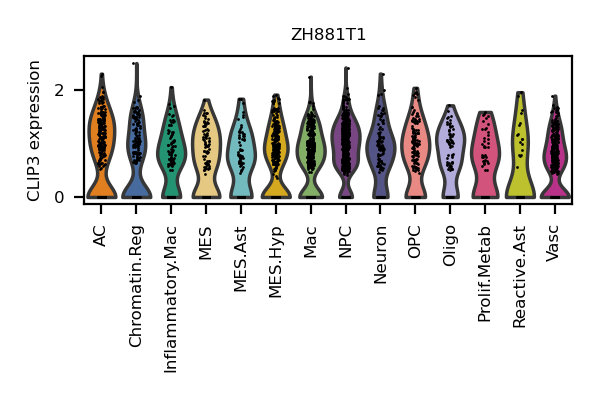 ZH881T1
CLIP3 expression
2
0
AC
Chromatin.Reg
Inflammatory.Mac
MES
MES.Ast
MES.Hyp
Mac
NPC
Neuron
OPC
Oligo
Prolif.Metab
Reactive.Ast
Vasc